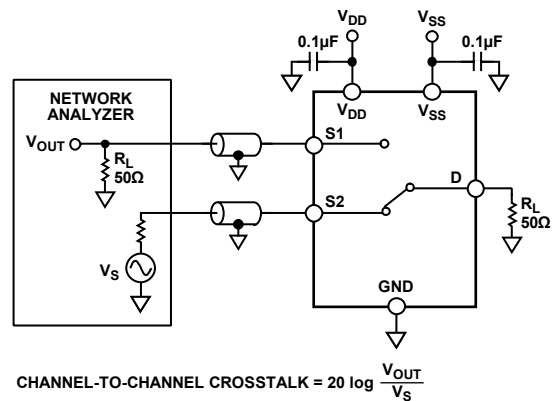 VDD
VSS
0.1µF
0.1µF
VDD
VSS
NETWORK
ANALYZER
VOUT
RL
50Ω
S1
S2
D
RL
50Ω
VS
GND
CHANNEL-TO-CHANNEL CROSSTALK = 20 log VOUT
VS